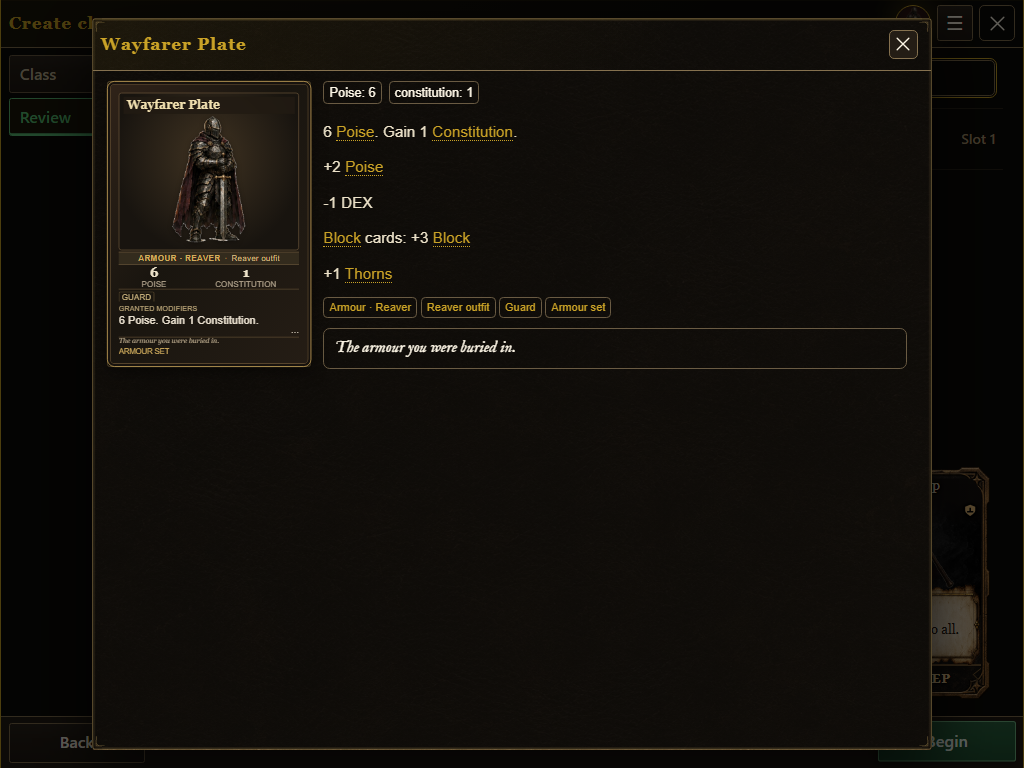 Create cl
Wayfarer Plate
Class
Review
Slot 1
Wayfarer Plate
ARMOUR · REAVER · Reaver outfit
6 1
POISE CONSTITUTION
GUARD
GRANTED MODIFIERS
6 Poise. Gain 1 Constitution.
...
The armour you were buried in.
ARMOUR SET
Poise: 6 constitution: 1
6 Poise. Gain 1 Constitution.
+2 Poise
-1 DEX
Block cards: +3 Block
+1 Thorns
Armour · Reaver Reaver outfit Guard Armour set
The armour you were buried in.
p
o all.
EP
Back
Begin